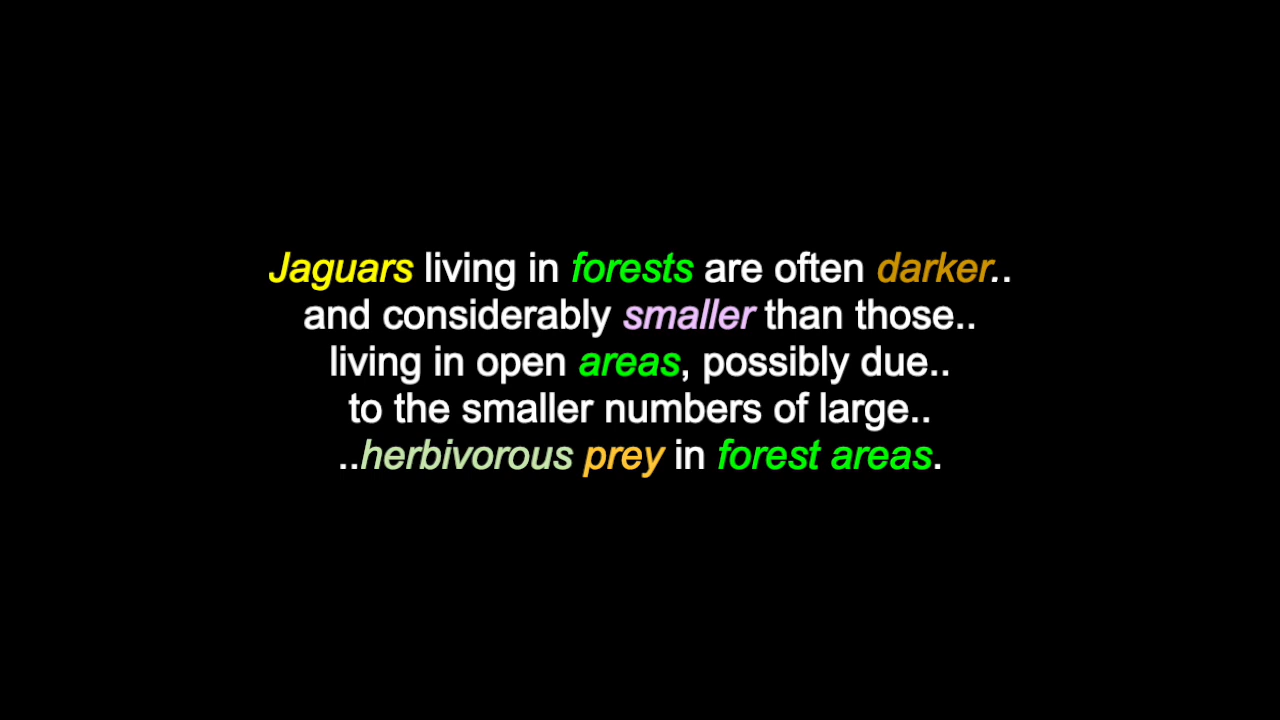 Jaguars living in forests are often darker..
and considerably smaller than those..
living in open areas, possibly due..
to the smaller numbers of large..
..herbivorous prey in forest areas.